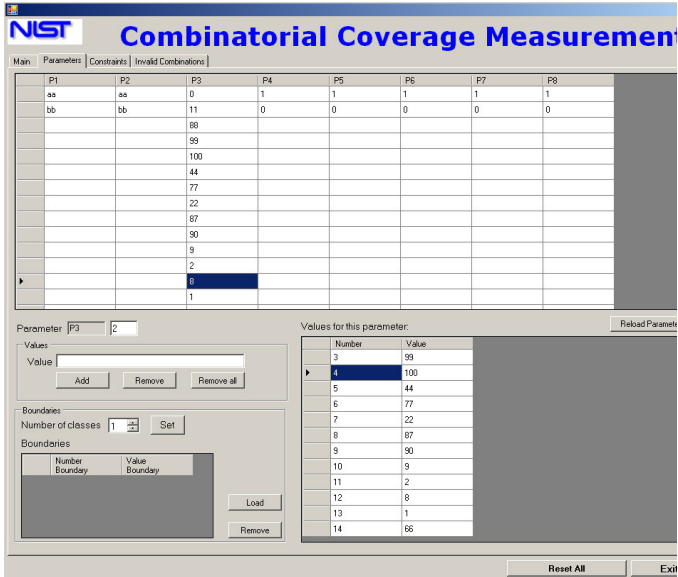 NIST
Combinatorial Coverage Measurement
Main Parameters Constraints Invalid Combinations
P1 P2 P3 P4 P5 P6 P7 P8
aa aa 0 1 1 1 1 1
bb bb 11 0 0 0 0 0
88
99
100
44
77
22
87
90
9
2
8
1
Parameter P3 2
Values for this parameter:
Reload Paramete
Values
Value
Add Remove Remove all
Number Value
3 99
4 100
5 44
6 77
7 22
8 87
9 90
10 9
11 2
12 8
13 1
14 66
Boundaries
Number of classes 1 Set
Boundaries
Number Boundary Value Boundary
Load
Remove
Reset All Exit